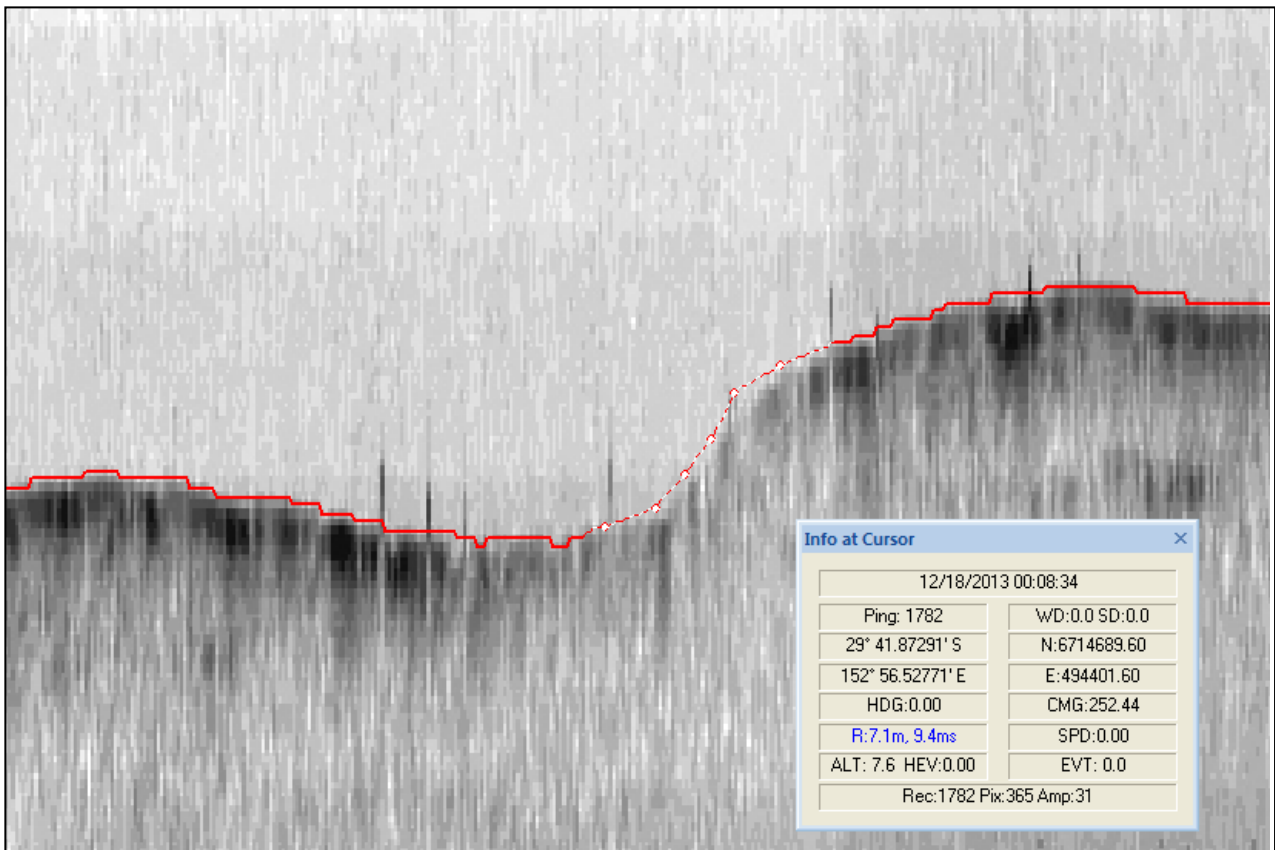 Info at Cursor
12/18/2013 00:08:34
Ping: 1782 WD:0.0 SD:0.0
29° 41.87291' S N:6714689.60
152° 56.52771' E E:494401.60
HDG:0.00 CMG:252.44
R:7.1m, 9.4ms SPD:0.00
ALT: 7.6 HEV:0.00 EVT: 0.0
Rec:1782 Pix:365 Amp:31